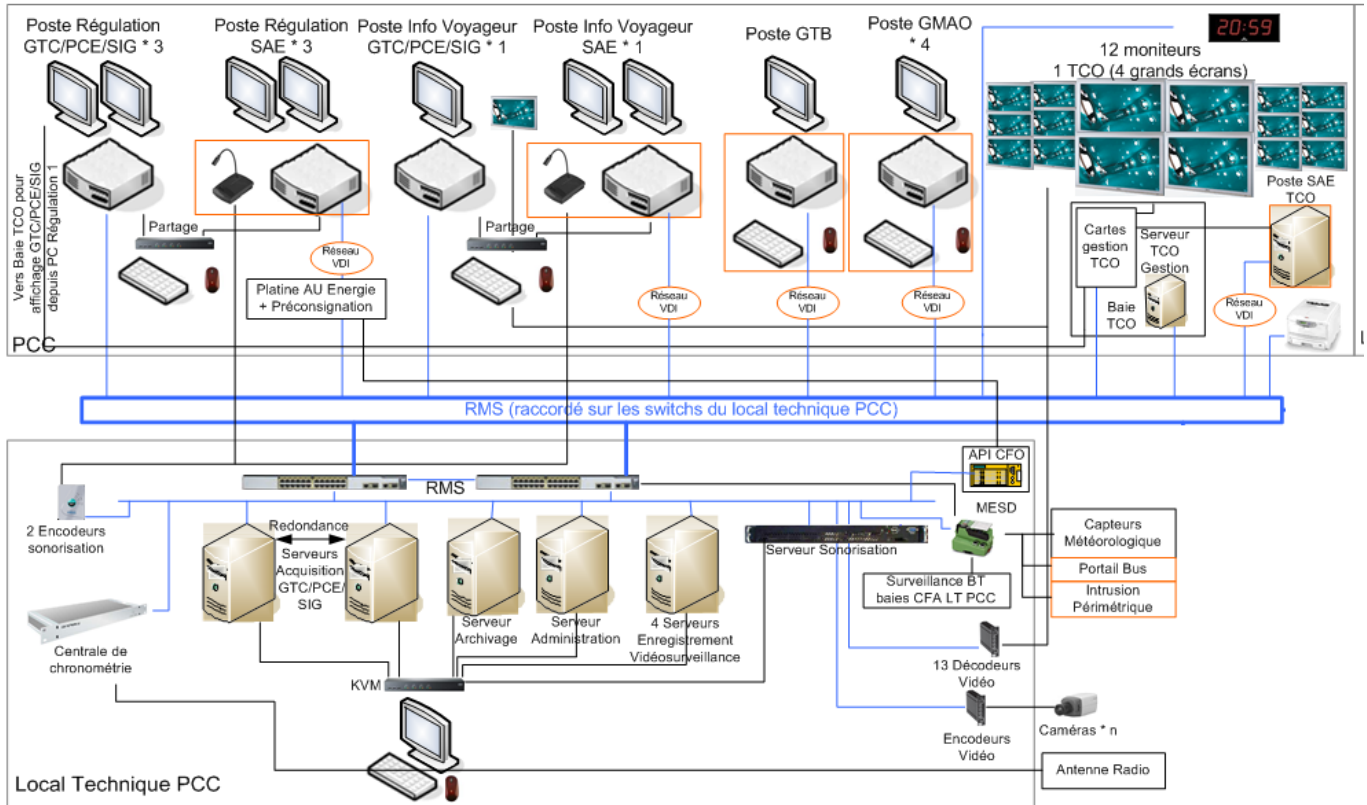 Poste Régulation
GTC/PCE/SIG * 3
Poste Régulation
SAE * 3
Poste Info Voyageur
GTC/PCE/SIG * 1
Poste Info Voyageur
SAE * 1
Poste GTB
Poste GMAO
* 4
20:59
12 moniteurs
1 TCO (4 grands écrans)
Vers Baie TCO pour
affichage GTC/PCE/SIG
depuis PC Régulation 1
Partage
Réseau
VDI
Platine AU Energie
+ Préconsignation
Partage
Réseau
VDI
Réseau
VDI
Réseau
VDI
Cartes
gestion
TCO
Serveur
TCO
Gestion
Baie
TCO
Poste SAE
TCO
Réseau
VDI
PCC
L
RMS (raccordé sur les switchs du local technique PCC)
RMS
API CFO
MESD
2 Encodeurs
sonorisation
Redondance
Serveurs
Acquisition
GTC/PCE/
SIG
Serveur
Archivage
Serveur
Administration
4 Serveurs
Enregistrement
Vidéosurveillance
Serveur Sonorisation
Surveillance BT
baies CFA LT PCC
Capteurs
Météorologique
Portail Bus
Intrusion
Périmétrique
Centrale de
chronométrie
KVM
13 Décodeurs
Vidéo
Encodeurs
Vidéo
Caméras * n
Antenne Radio
Local Technique PCC